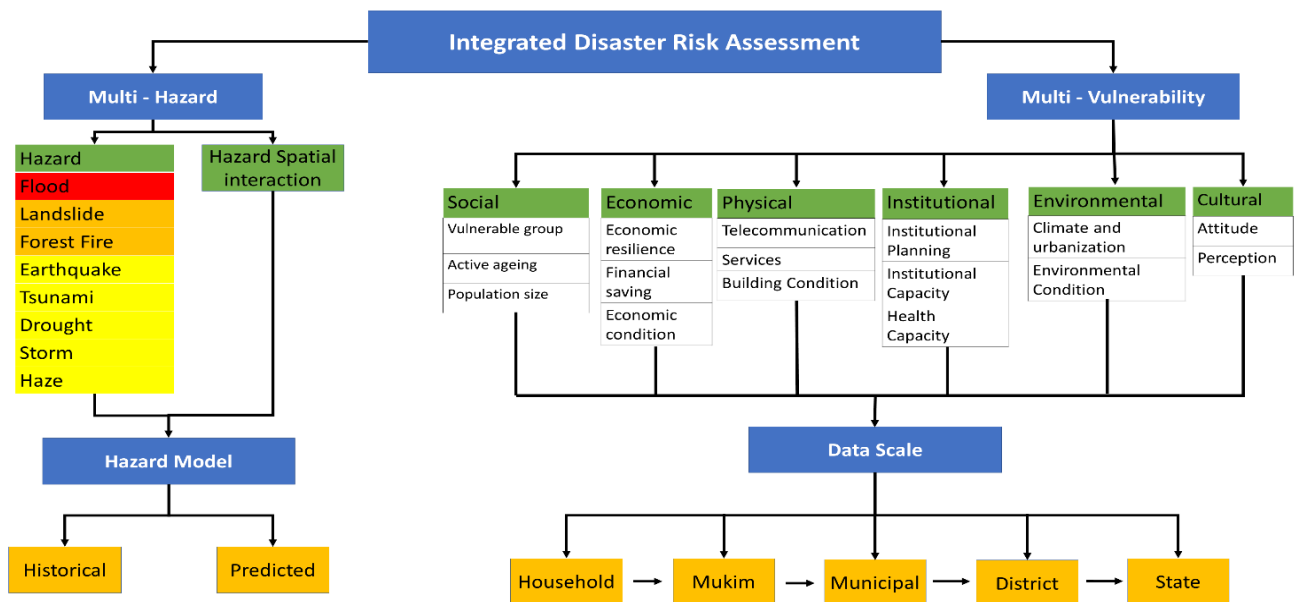 Integrated Disaster Risk Assessment
Multi - Hazard
Multi - Vulnerability
Hazard
Flood
Landslide
Forest Fire
Earthquake
Tsunami
Drought
Storm
Haze
Hazard Spatial
interaction
Social
Vulnerable group
Active ageing
Population size
Economic
Economic
resilience
Financial
saving
Economic
condition
Physical
Telecommunication
Services
Building Condition
Institutional
Institutional
Planning
Institutional
Capacity
Health
Capacity
Environmental
Climate and
urbanization
Environmental
Condition
Cultural
Attitude
Perception
Hazard Model
Data Scale
Historical
Predicted
Household
Mukim
Municipal
District
State